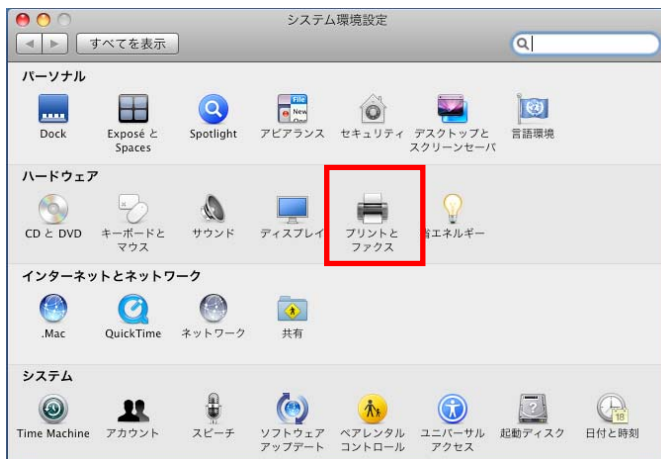 システム環境設定
すべてを表示
パーソナル
Dock
Exposé と
Spaces
Spotlight
アピアランス
セキュリティ
デスクトップと
スクリーンセーバ
言語環境
ハードウェア
CD と DVD
キーボードと
マウス
サウンド
ディスプレイ
プリントと
ファクス
省エネルギー
インターネットとネットワーク
.Mac
QuickTime
ネットワーク
共有
システム
Time Machine
アカウント
スピーチ
ソフトウェア
アップデート
ペアレンタル
コントロール
ユニバーサル
アクセス
起動ディスク
日付と時刻